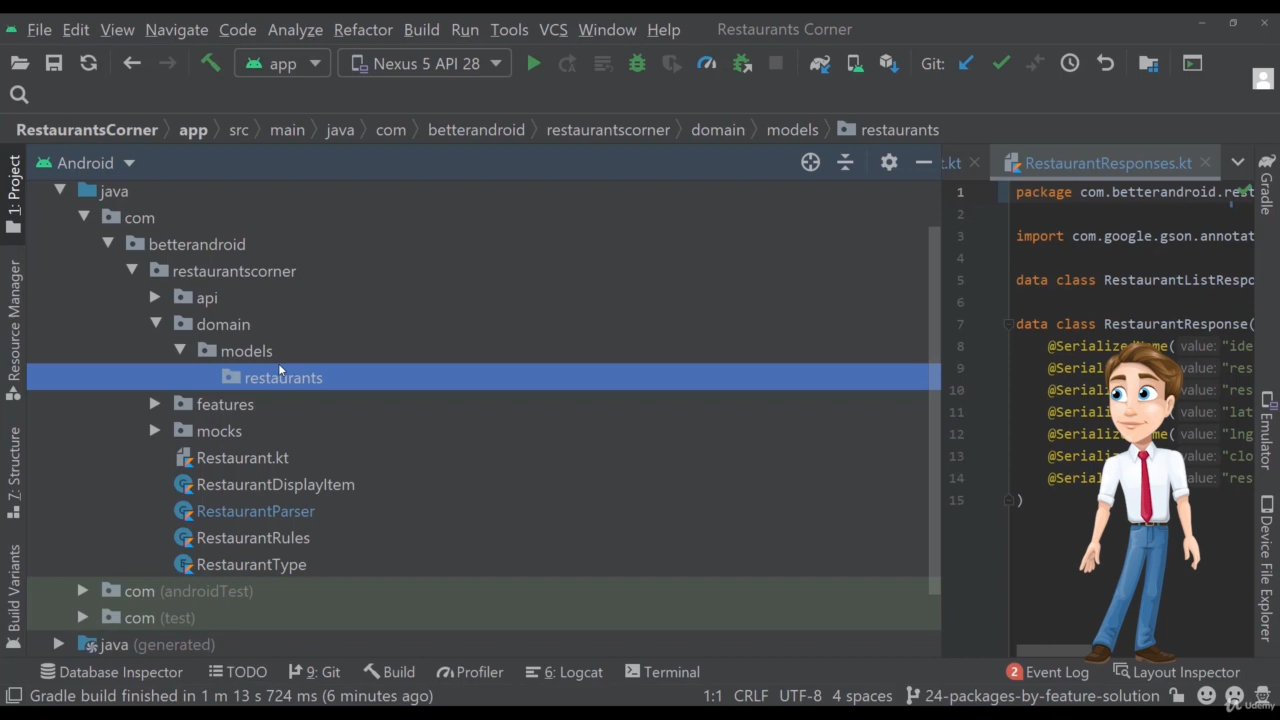 File Edit View Navigate Code Analyze Refactor Build Run Tools VCS Window Help Restaurants Corner
app Nexus 5 API 28 Git:
RestaurantsCorner app src main java com betterandroid restaurantscorner domain models restaurants
Android .kt RestaurantResponses.kt
1: Project
Resource Manager
7: Structure
Build Variants
java
com
betterandroid
restaurantscorner
api
domain
models
restaurants
features
mocks
Restaurant.kt
RestaurantDisplayItem
RestaurantParser
RestaurantRules
RestaurantType
com (androidTest)
com (test)
java (generated)
1 package com.betterandroid.rest
2
3 import com.google.gson.annotat
4
5 data class RestaurantListRespo
6
7 data class RestaurantResponse(
8 @SerializedName( value: "ide
9 @Serial value: "res
10 @Serial value: "res
11 @Serial value: "lat
12 @Serializ me( value: "lng
13 @Seriali value: "clo
14 @Serial value: "res
15 )
Gradle
Emulator
Device File Explorer
Database Inspector TODO 9: Git Build Profiler 6: Logcat Terminal 2 Event Log Layout Inspector
Gradle build finished in 1 m 13 s 724 ms (6 minutes ago) 1:1 CRLF UTF-8 4 spaces 24-packages-by-feature-solution
Udemy